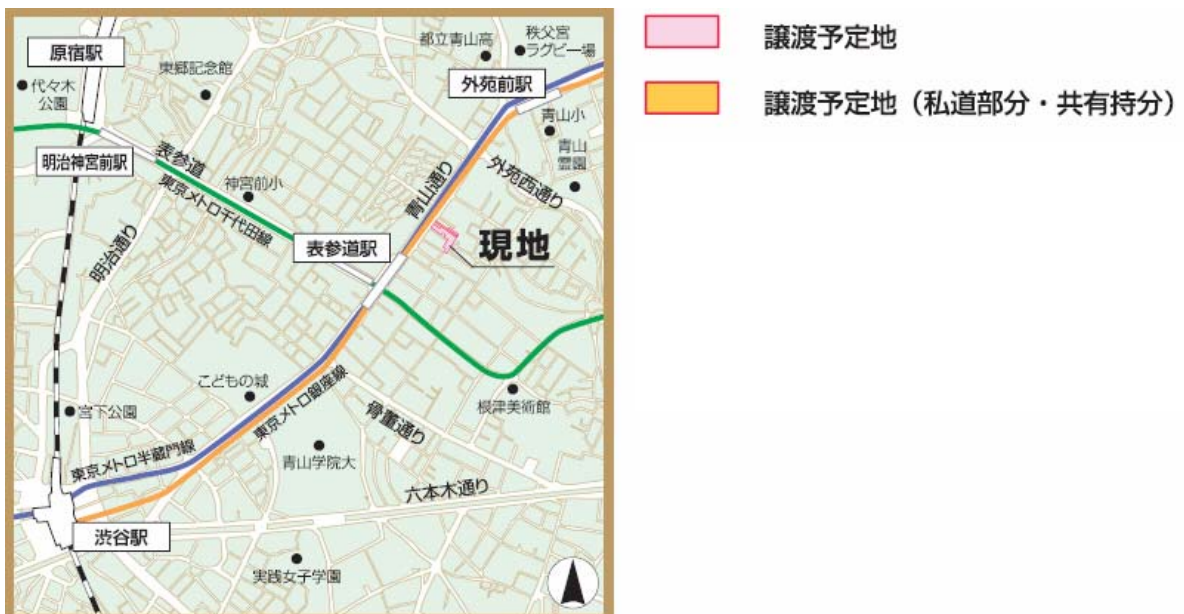 原宿駅
代々木
公園
東郷記念館
都立青山高
秩父宮
ラグビー場
外苑前駅
青山小
青山
霊園
明治神宮前駅
表参道
神宮前小
東京メトロ千代田線
明治通り
青山通り
外苑西通り
表参道駅
現地
こどもの城
東京メトロ銀座線
根津美術館
骨董通り
宮下公園
東京メトロ半蔵門線
青山学院大
六本木通り
渋谷駅
実践女子学園
譲渡予定地
譲渡予定地（私道部分・共有持分）